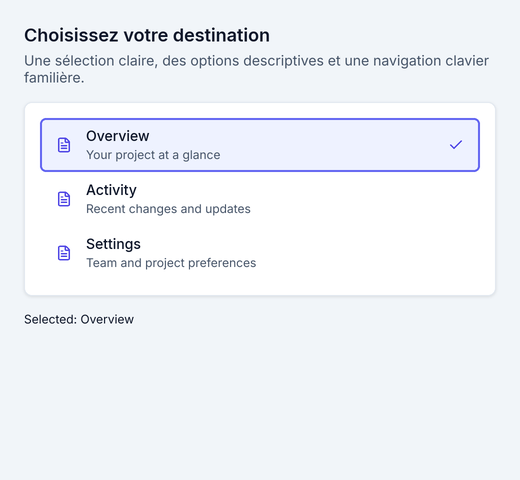 Choisissez votre destination
Une sélection claire, des options descriptives et une navigation clavier
familière.
Overview
Your project at a glance
Activity
Recent changes and updates
Settings
Team and project preferences
Selected: Overview